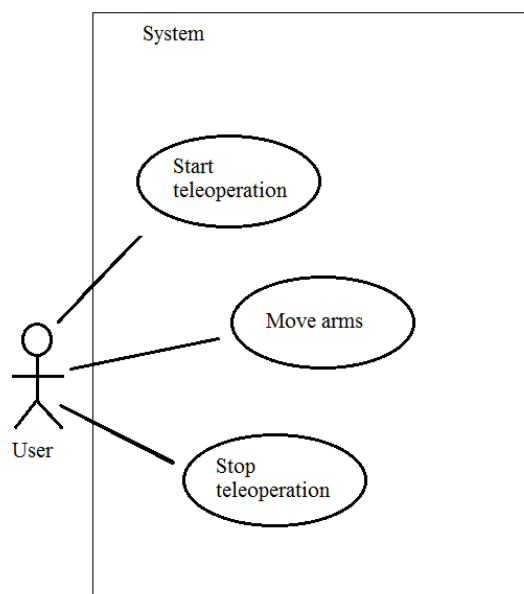 System
Start
teleoperation
Move arms
User
Stop
teleoperation